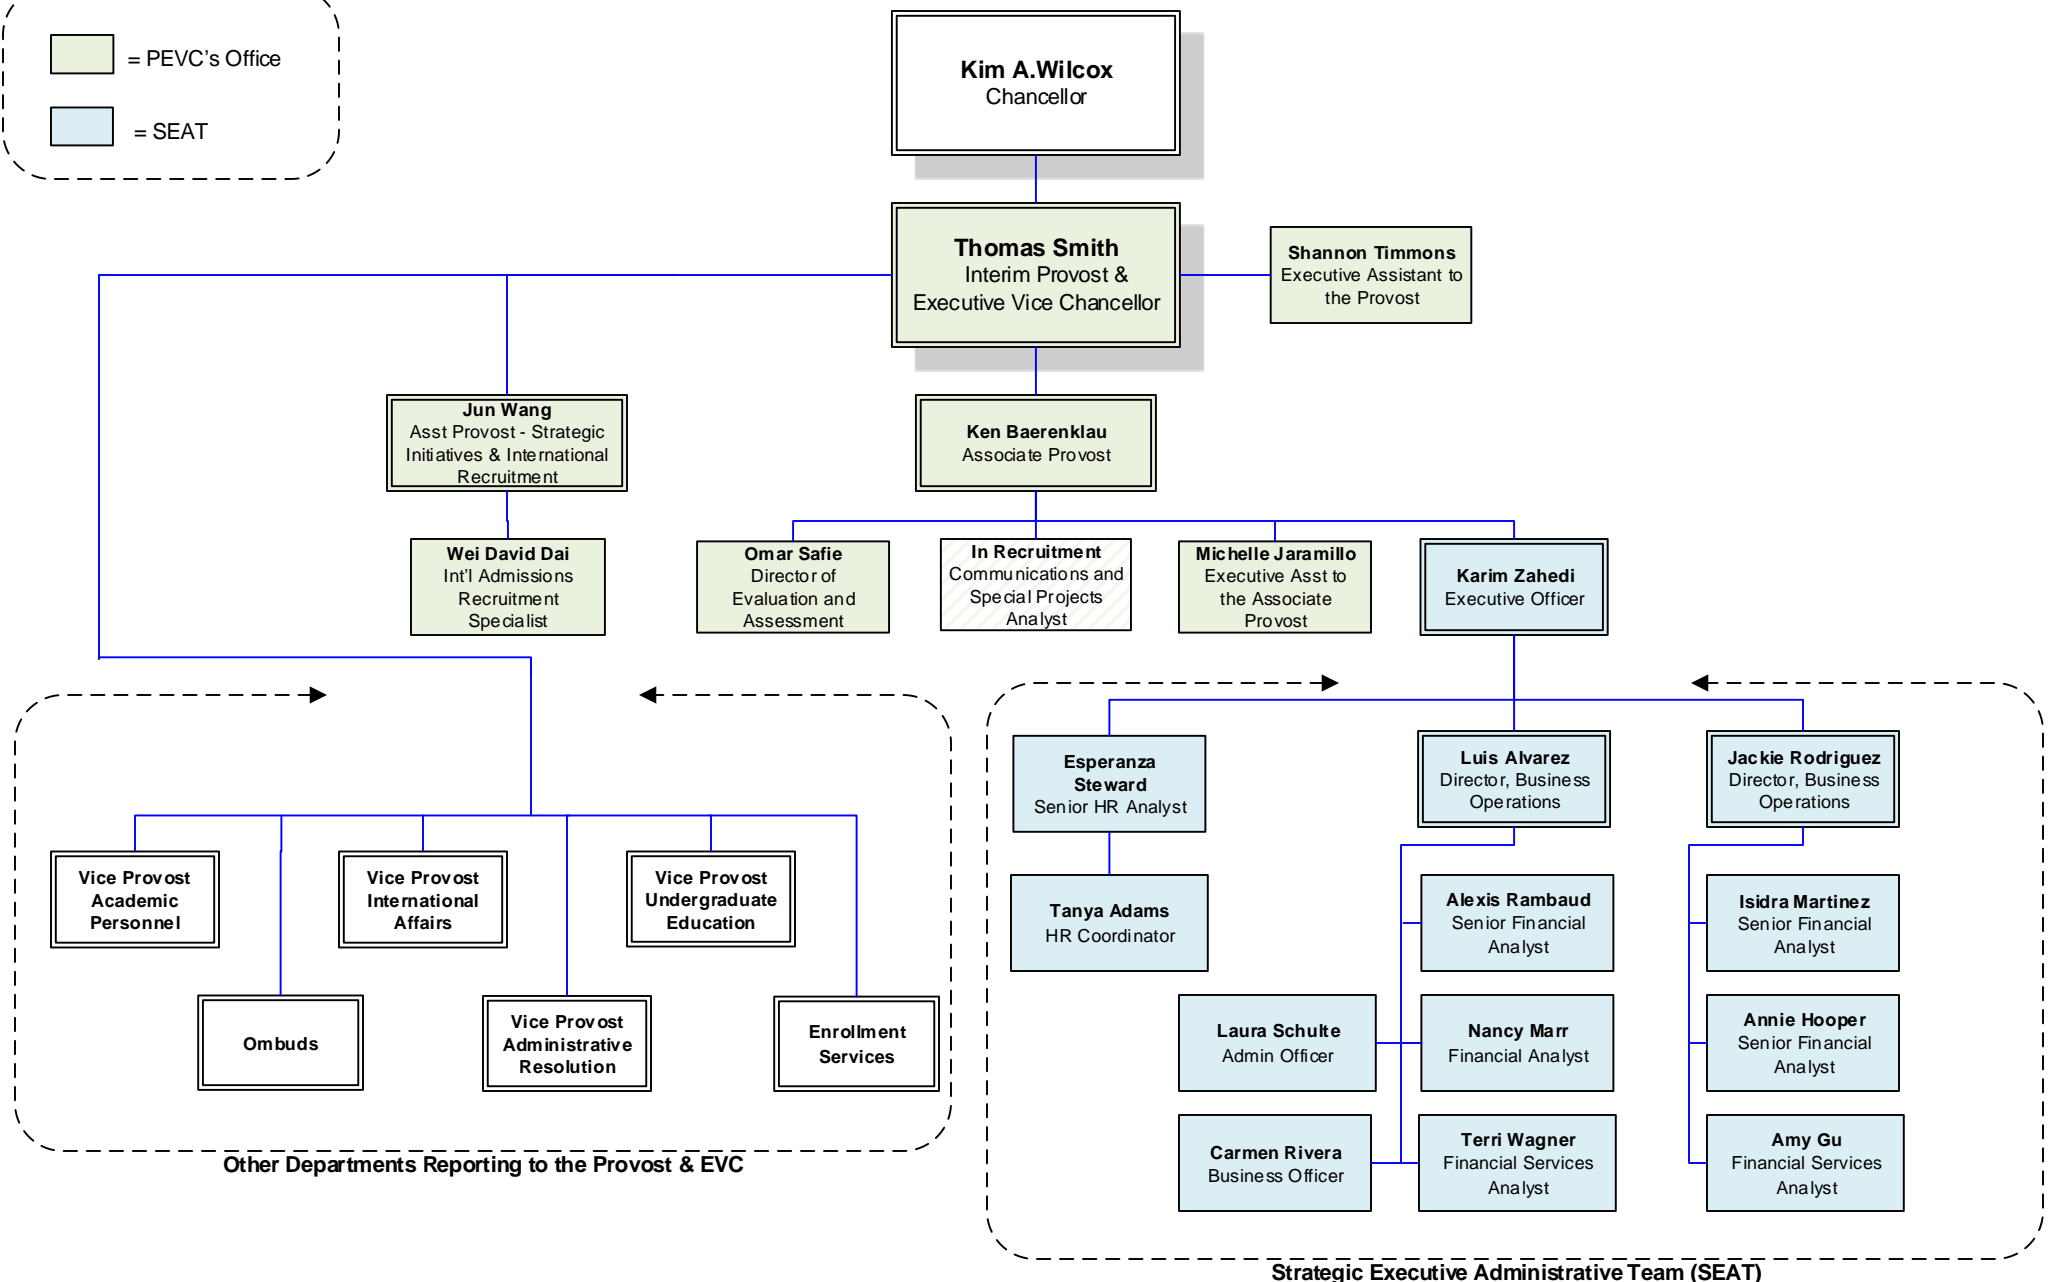 = PEVC's Office
= SEAT
Kim A.Wilcox
Chancellor
Thomas Smith
Interim Provost &
Executive Vice Chancellor
Shannon Timmons
Executive Assistant to
the Provost
Jun Wang
Asst Provost - Strategic
Initiatives & International
Recruitment
Ken Baerenklau
Associate Provost
Wei David Dai
Int'l Admissions
Recruitment
Specialist
Omar Safie
Director of
Evaluation and
Assessment
In Recruitment
Communications and
Special Projects
Analyst
Michelle Jaramillo
Executive Asst to
the Associate
Provost
Karim Zahedi
Executive Officer
Esperanza
Steward
Senior HR Analyst
Luis Alvarez
Director, Business
Operations
Jackie Rodriguez
Director, Business
Operations
Vice Provost
Academic
Personnel
Vice Provost
International
Affairs
Vice Provost
Undergraduate
Education
Tanya Adams
HR Coordinator
Alexis Rambaud
Senior Financial
Analyst
Isidra Martinez
Senior Financial
Analyst
Ombuds
Vice Provost
Administrative
Resolution
Enrollment
Services
Laura Schulte
Admin Officer
Nancy Marr
Financial Analyst
Annie Hooper
Senior Financial
Analyst
Carmen Rivera
Business Officer
Terri Wagner
Financial Services
Analyst
Amy Gu
Financial Services
Analyst
Other Departments Reporting to the Provost & EVC
Strategic Executive Administrative Team (SEAT)